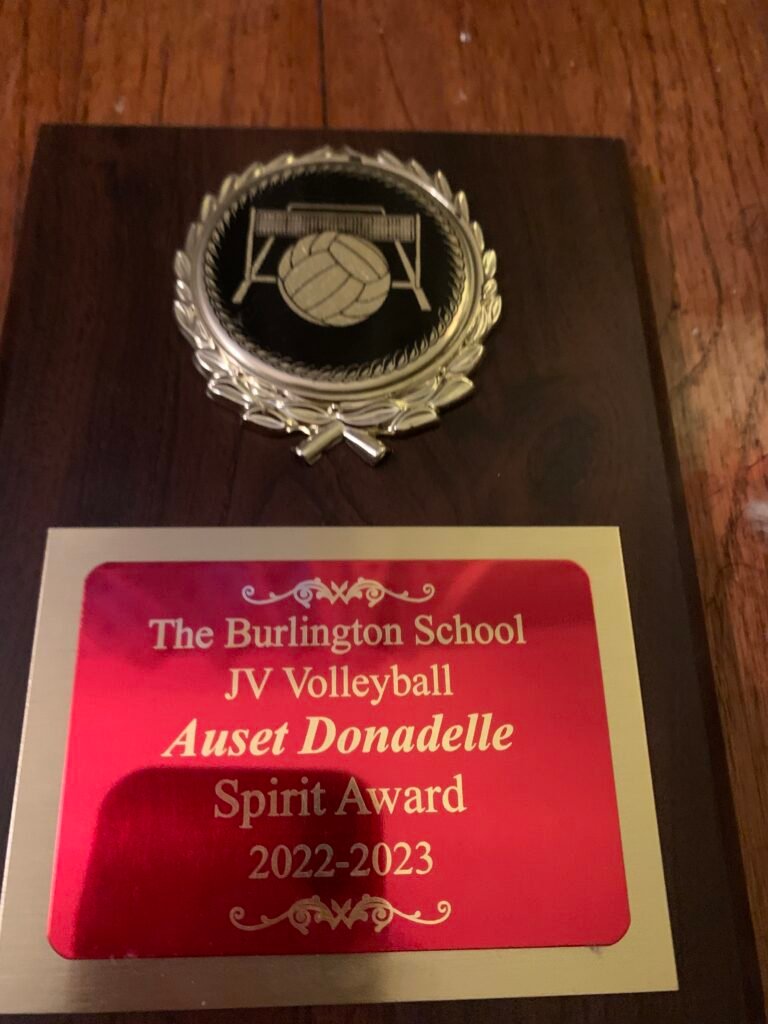 The Burlington School
JV Volleyball
Auset Donadelle
Spirit Award
2022-2023